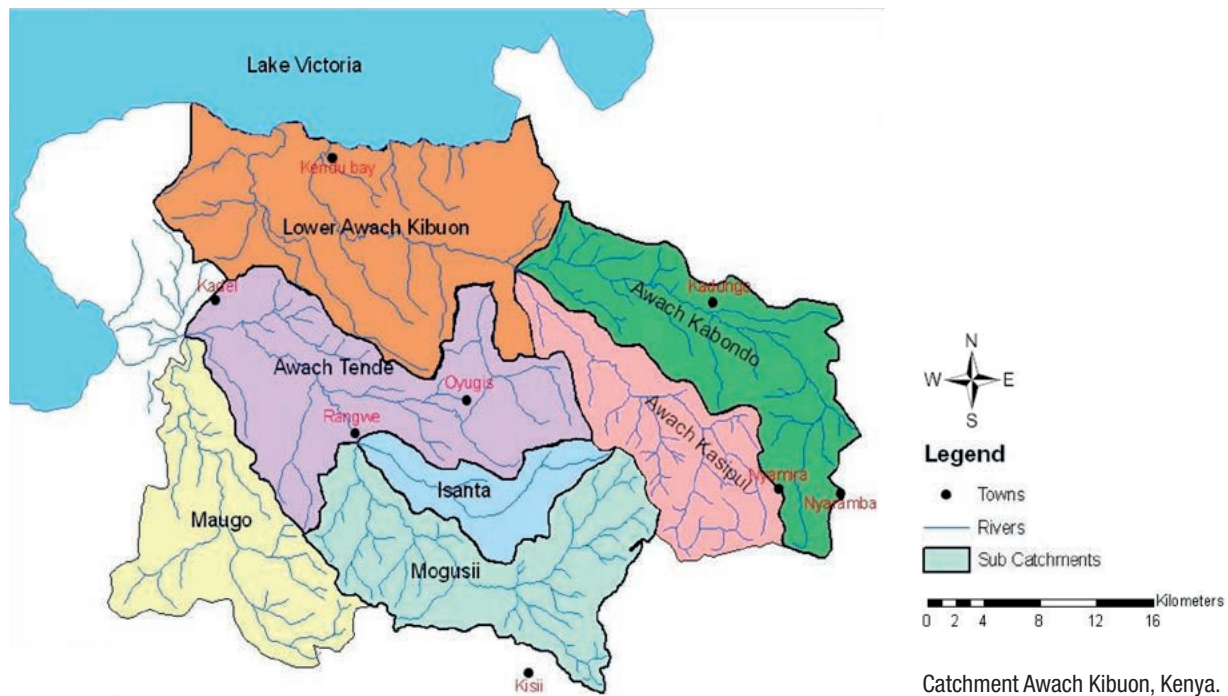 Lake Victoria
Kendu bay
Lower Awach Kibuon
Kadel
Kadongo
Awach Kabondo
Awach Tende
Oyugis
Rangwe
Awach Kasipul
Isanta
Nyamira
Nyaramba
Maugo
Mogusii
Kisii
N
W E
S
Legend
Towns
Rivers
Sub Catchments
Kilometers
0 2 4 8 12 16
Catchment Awach Kibuon, Kenya.